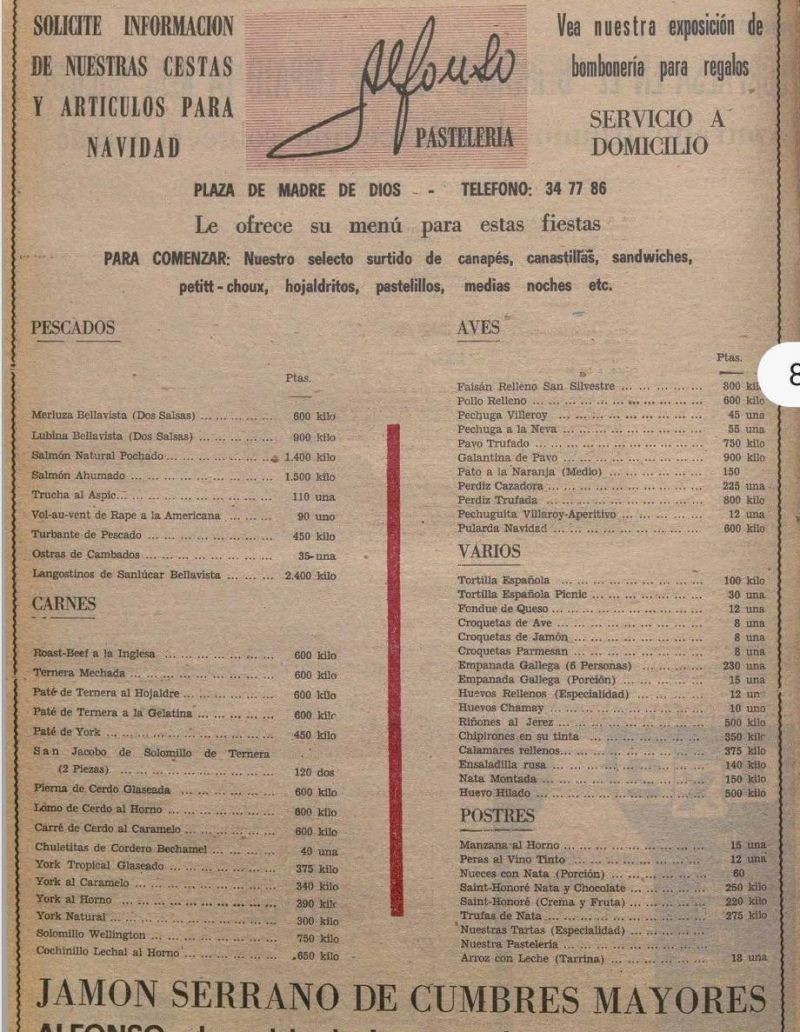 SOLICITE INFORMACION
DE NUESTRAS CESTAS
Y ARTICULOS PARA
NAVIDAD
Alfonso
PASTELERIA
Vea nuestra exposición de
bombonería para regalos
SERVICIO A
DOMICILIO
PLAZA DE MADRE DE DIOS - - TELEFONO: 34 77 86
Le ofrece su menú para estas fiestas
PARA COMENZAR: Nuestro selecto surtido de canapés, canastillas, sandwiches,
petitt-choux, hojaldritos, pastelillos, medias noches etc.
PESCADOS
Ptas.
Merluza Bellavista (Dos Salsas) ... ... ... ... 600 kilo
Lubina Bellavista (Dos Salsas) ... ... ... ... 900 kilo
Salmón Natural Pochado ... ... ... ... ... 1.400 kilo
Salmón Ahumado ... ... ... ... ... ... ... 1.500 kilo
Trucha al Aspic... ... ... ... ... ... ... ... 110 una
Vol-au-vent de Rape a la Americana ... ... ... 90 uno
Turbante de Pescado ... ... ... ... ... ... 450 kilo
Ostras de Cambados ... ... ... ... ... ... 35 una
Langostinos de Sanlúcar Bellavista ... ... ... 2.400 kilo
CARNES
Roast-Beef a la Inglesa ... ... ... ... ... 600 kilo
Ternera Mechada ... ... ... ... ... ... ... 600 kilo
Paté de Ternera al Hojaldre ... ... ... ... ... 600 kilo
Paté de Ternera a la Gelatina ... ... ... ... 600 kilo
Paté de York ... ... ... ... ... ... ... ... 450 kilo
San Jacobo de Solomillo de Ternera
(2 Piezas) ... ... ... ... ... ... ... ... 120 dos
Pierna de Cerdo Glaseada ... ... ... ... ... 600 kilo
Lomo de Cerdo al Horno ... ... ... ... ... 600 kilo
Carré de Cerdo al Caramelo ... ... ... ... ... 600 kilo
Chuletitas de Cordero Bechamel ... ... ... ... 40 una
York Tropical Glaseado ... ... ... ... ... ... 375 kilo
York al Caramelo ... ... ... ... ... ... ... 340 kilo
York al Horno ... ... ... ... ... ... ... ... 390 kilo
York Natural ... ... ... ... ... ... ... ... 300 kilo
Solomillo Wellington ... ... ... ... ... ... 750 kilo
Cochinillo Lechal al Horno ... ... ... ... ... 650 kilo
AVES
Ptas.
Faisán Relleno San Silvestre ... ... ... ... ... 800 kil
Pollo Relleno ... ... ... ... ... ... ... ... 600 kilo
Pechuga Villeroy ... ... ... ... ... ... ... 45 una
Pechuga a la Neva ... ... ... ... ... ... ... 55 una
Pavo Trufado ... ... ... ... ... ... ... ... 750 kilo
Galantina de Pavo ... ... ... ... ... ... ... 900 kilo
Pato a la Naranja (Medio) ... ... ... ... ... 150
Perdiz Cazadora ... ... ... ... ... ... ... ... 225 una
Perdiz Trufada ... ... ... ... ... ... ... ... 800 kilo
Pechuguita Villaroy-Aperitivo ... ... ... ... ... 12 una
Pularda Navidad ... ... ... ... ... ... ... ... 600 kilo
VARIOS
Tortilla Española ... ... ... ... ... ... ... 100 kilo
Tortilla Española Picnic ... ... ... ... ... ... 30 una
Fondue de Queso ... ... ... ... ... ... ... ... 12 una
Croquetas de Ave ... ... ... ... ... ... ... 8 una
Croquetas de Jamón ... ... ... ... ... ... ... 8 una
Croquetas Parmesan ... ... ... ... ... ... ... 8 una
Empanada Gallega (6 Personas) ... ... ... ... 230 una
Empanada Gallega (Porción) ... ... ... ... ... 15 una
Huevos Rellenos (Especialidad) ... ... ... ... 12 un
Huevos Chamay ... ... ... ... ... ... ... ... 10 uno
Riñones al Jerez ... ... ... ... ... ... ... 500 kilo
Chipirones en su tinta ... ... ... ... ... ... 350 kilo
Calamares rellenos... ... ... ... ... ... ... 375 kilo
Ensaladilla rusa ... ... ... ... ... ... ... 140 kilo
Nata Montada ... ... ... ... ... ... ... ... 150 kilo
Huevo Hilado ... ... ... ... ... ... ... ... 500 kilo
POSTRES
Manzana al Horno ... ... ... ... ... ... ... 15 una
Peras al Vino Tinto ... ... ... ... ... ... ... 12 una
Nueces con Nata (Porción) ... ... ... ... ... 60
Saint-Honoré Nata y Chocolate ... ... ... ... 250 kilo
Saint-Honoré (Crema y Fruta) ... ... ... ... ... 220 kilo
Trufas de Nata ... ... ... ... ... ... ... ... 275 kilo
Nuestras Tartas (Especialidad) ... ... ... ...
Nuestra Pastelería ... ... ... ... ... ... ...
Arroz con Leche (Tarrina) ... ... ... ... ... 18 una
JAMON SERRANO DE CUMBRES MAYORES
ALFONSO